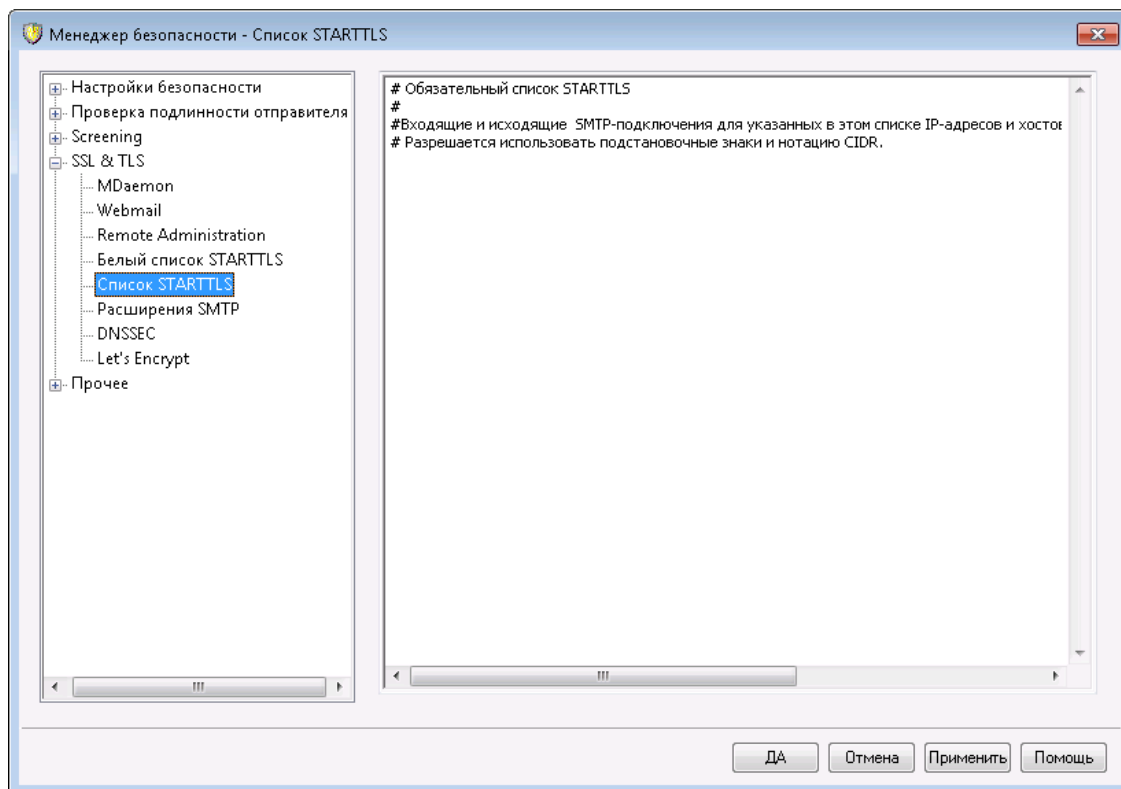 Менеджер безопасности - Список STARTTLS
Настройки безопасности
Проверка подлинности отправителя
Screening
SSL & TLS
MDaemon
Webmail
Remote Administration
Белый список STARTTLS
Список STARTTLS
Расширения SMTP
DNSSEC
Let's Encrypt
Прочее
# Обязательный список STARTTLS
#
#Входящие и исходящие  SMTP-подключения для указанных в этом списке IP-адресов и хостов
# Разрешается использовать подстановочные знаки и нотацию CIDR.
ДА
Отмена
Применить
Помощь